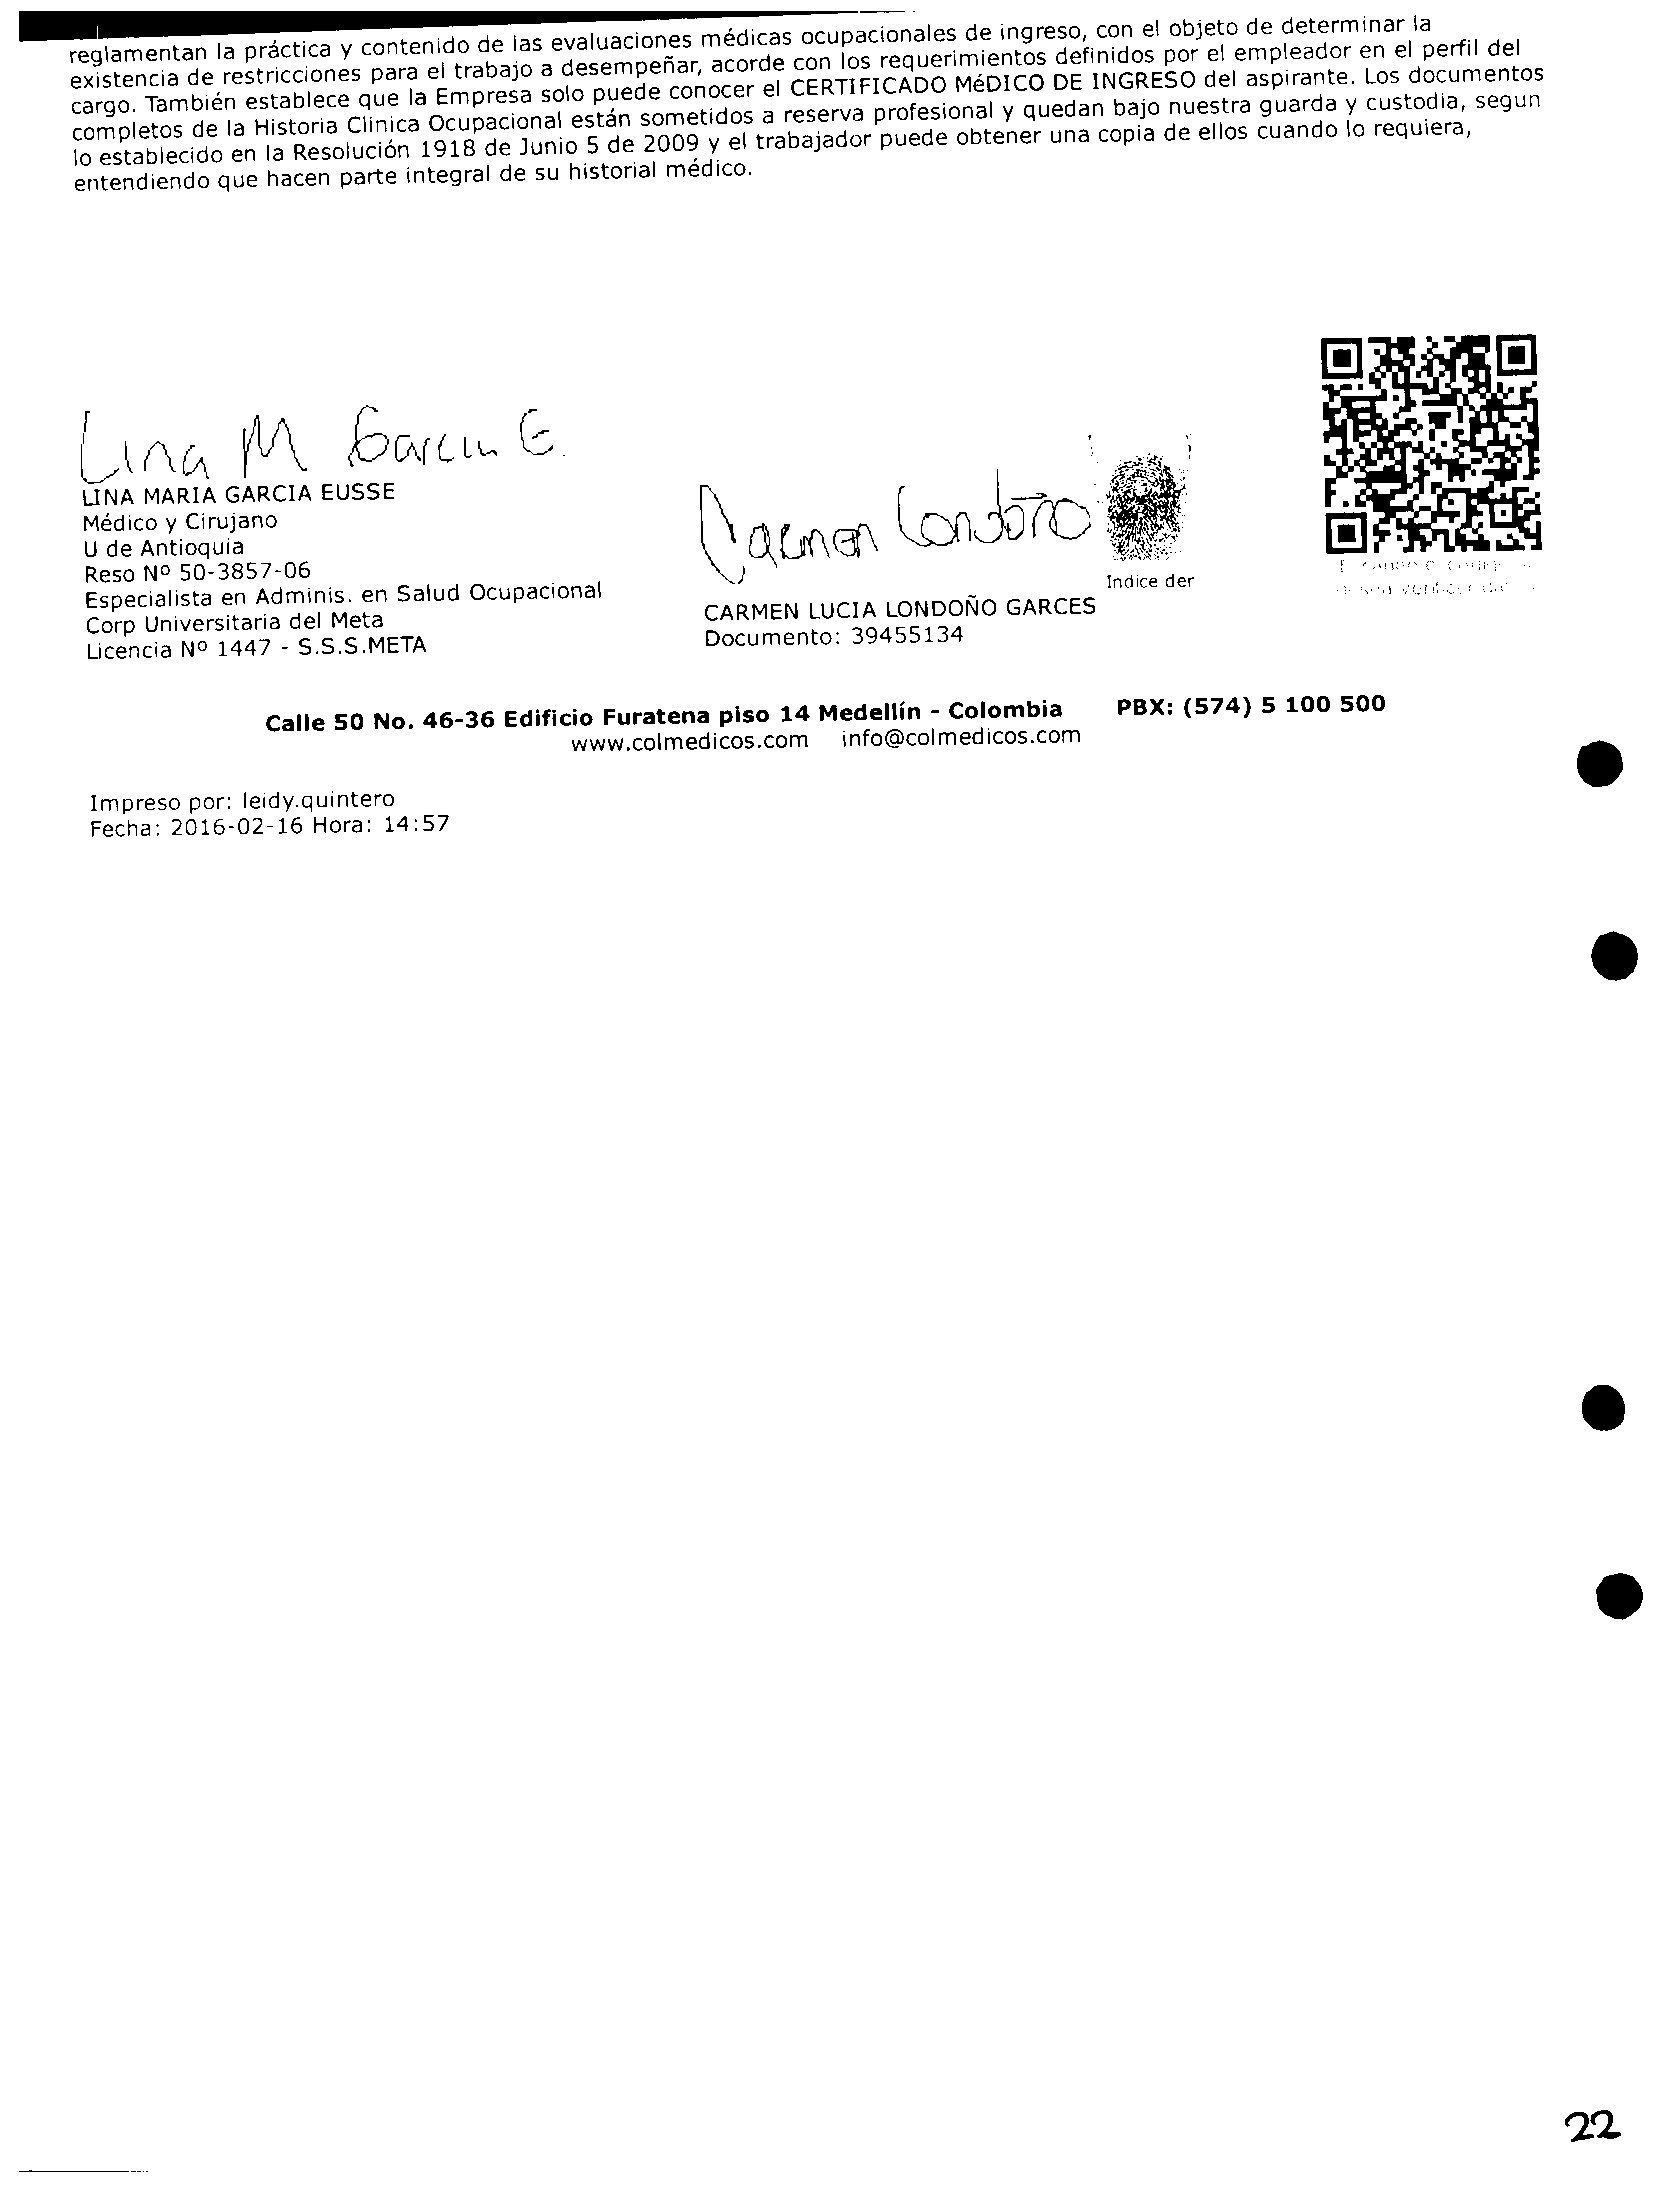 reglamentan la práctica y contenido de las evaluaciones médicas ocupacionales de ingreso, con el objeto de determinar la
existencia de restricciones para el trabajo a desempeñar, acorde con los requerimientos definidos por el empleador en el perfil del
cargo. También establece que la Empresa solo puede conocer el CERTIFICADO MéDICO DE INGRESO del aspirante. Los documentos
completos de la Historia Clinica Ocupacional están sometidos a reserva profesional y quedan bajo nuestra guarda y custodia, segun
lo establecido en la Resolución 1918 de Junio 5 de 2009 y el trabajador puede obtener una copia de ellos cuando lo requiera,
entendiendo que hacen parte integral de su historial médico.
Lina M Garcia E.
LINA MARIA GARCIA EUSSE
Médico y Cirujano
U de Antioquia
Reso Nº 50-3857-06
Especialista en Adminis. en Salud Ocupacional
Corp Universitaria del Meta
Licencia Nº 1447 - S.S.S.META
Carmen Londoño
Indice der
CARMEN LUCIA LONDOÑO GARCES
Documento: 39455134
Calle 50 No. 46-36 Edificio Furatena piso 14 Medellín - Colombia PBX: (574) 5 100 500
www.colmedicos.com info@colmedicos.com
Impreso por: leidy.quintero
Fecha: 2016-02-16 Hora: 14:57
22